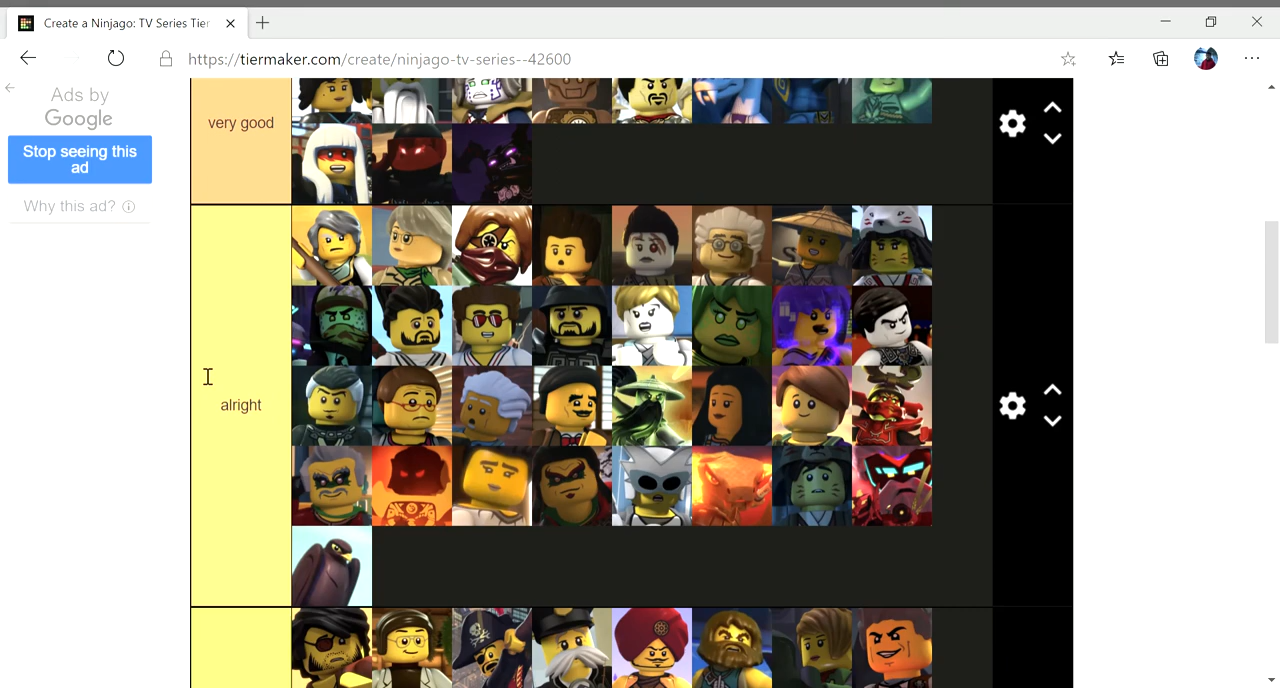 Create a Ninjago: TV Series Tier
https://tiermaker.com/create/ninjago-tv-series--42600
Ads by
Google
Stop seeing this
ad
Why this ad?
very good
alright